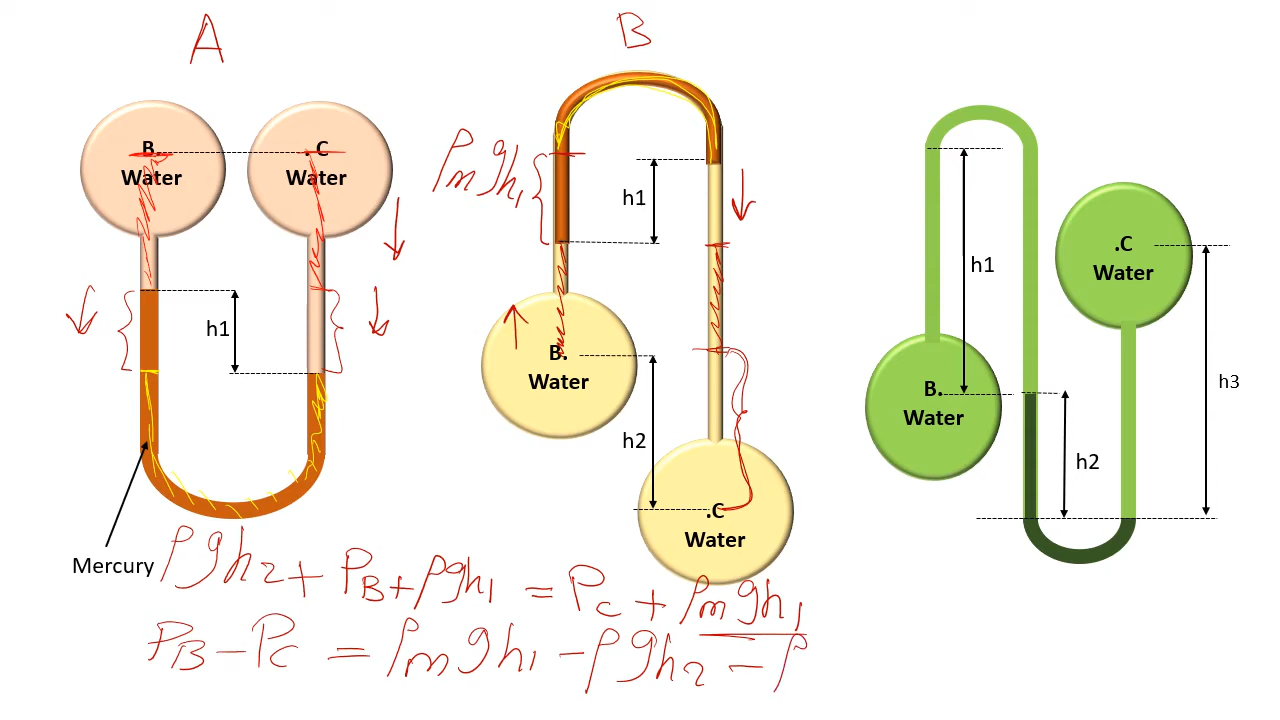 A
B
B.
Water
. C
Water
h1
Mercury
ρmgh1
h1
B.
Water
h2
.C
Water
h1
B.
Water
.C
Water
h2
h3
ρgh2 + PB + ρgh1 = Pc + ρmgh1
PB - Pc = ρmgh1 - ρgh2 - ρ